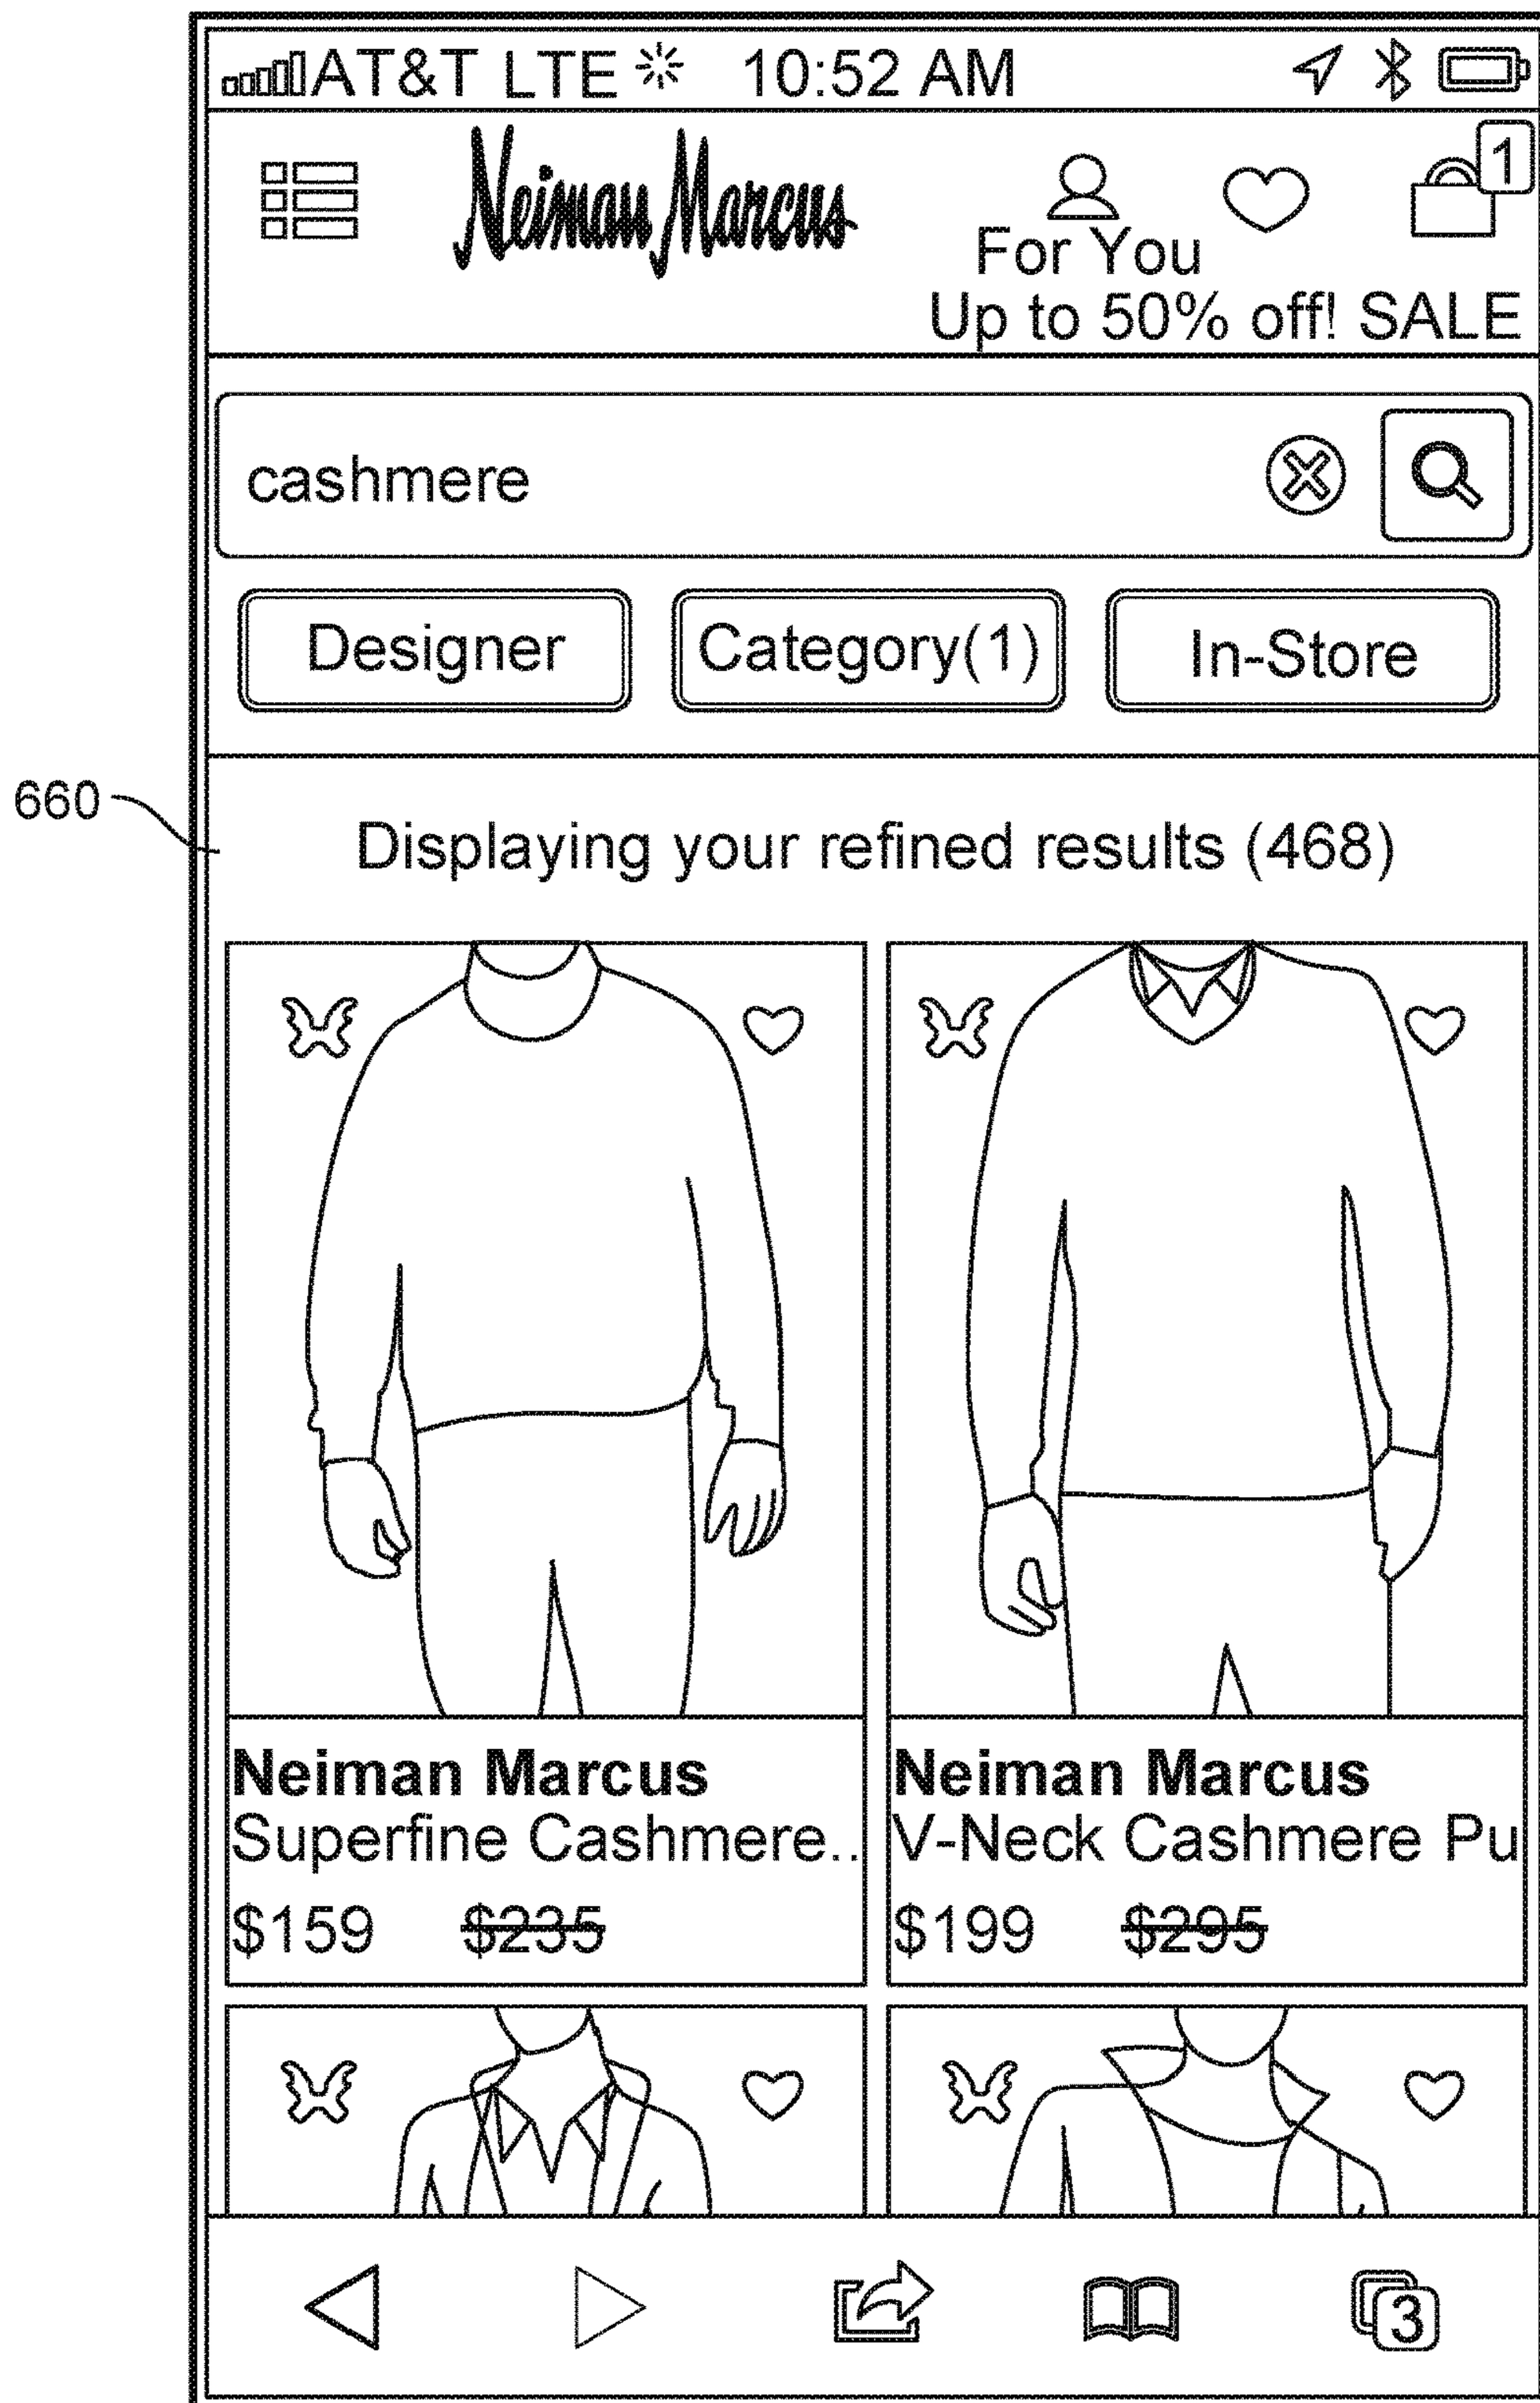 AT&T LTE 10:52 AM
Neiman Marcus
1
For You
Up to 50% off! SALE
cashmere
Designer
Category(1)
In-Store
660
Displaying your refined results (468)
Neiman Marcus
Superfine Cashmere..
$159 $235
Neiman Marcus
V-Neck Cashmere Pu
$199 $295
3